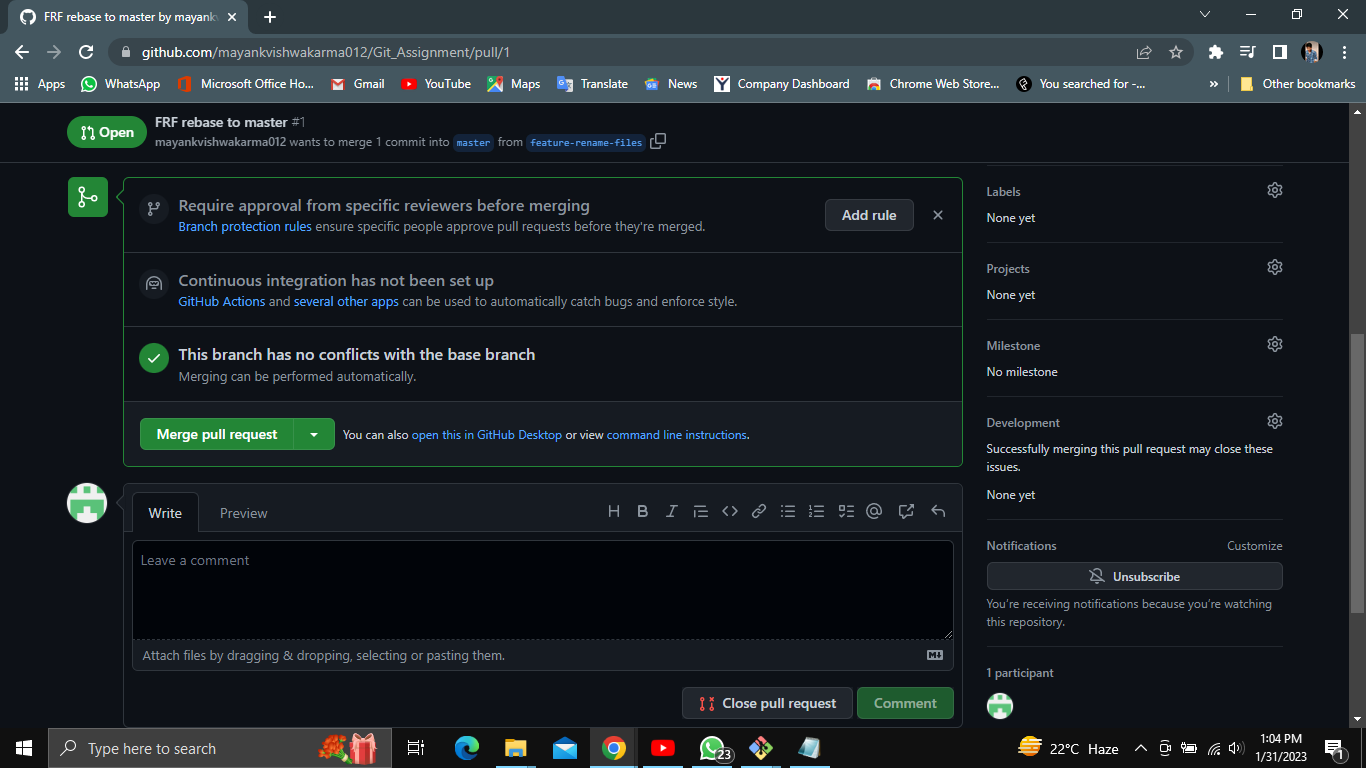 FRF rebase to master by mayankv
github.com/mayankvishwakarma012/Git_Assignment/pull/1
Apps WhatsApp Microsoft Office Ho... Gmail YouTube Maps Translate News Company Dashboard Chrome Web Store... You searched for -... » Other bookmarks
Open
FRF rebase to master #1
mayankvishwakarma012 wants to merge 1 commit into master from feature-rename-files
Require approval from specific reviewers before merging
Branch protection rules ensure specific people approve pull requests before they're merged.
Add rule
Continuous integration has not been set up
GitHub Actions and several other apps can be used to automatically catch bugs and enforce style.
This branch has no conflicts with the base branch
Merging can be performed automatically.
Merge pull request
You can also open this in GitHub Desktop or view command line instructions.
Write Preview
Leave a comment
Attach files by dragging & dropping, selecting or pasting them.
Close pull request Comment
Labels
None yet
Projects
None yet
Milestone
No milestone
Development
Successfully merging this pull request may close these
issues.
None yet
Notifications Customize
Unsubscribe
You're receiving notifications because you're watching
this repository.
1 participant
Type here to search
23
22°C Haze
1:04 PM
1/31/2023
1